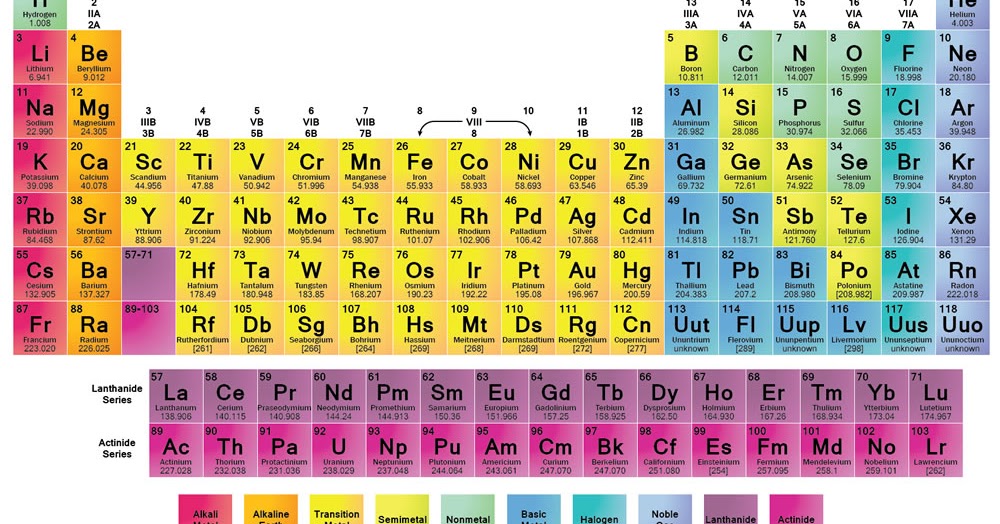 2 13 14 15 16 17
Hydrogen IIA IIIA IVA VA VIA VIIA Helium
1.008 2A 3A 4A 5A 6A 7A 4.003
3 4 5 6 7 8 9 10
Li Be B C N O F Ne
Lithium Beryllium Boron Carbon Nitrogen Oxygen Fluorine Neon
6.941 9.012 10.811 12.011 14.007 15.999 18.998 20.180
11 12 13 14 15 16 17 18
Na Mg Al Si P S Cl Ar
Sodium Magnesium Aluminum Silicon Phosphorus Sulfur Chlorine Argon
22.990 24.305 26.982 28.086 30.974 32.066 35.453 39.948
3 4 5 6 7 8 9 10 11 12
IIIB IVB VB VIB VIIB VIII IB IIB
3B 4B 5B 6B 7B 8 1B 2B
19 20 21 22 23 24 25 26 27 28 29 30 31 32 33 34 35 36
K Ca Sc Ti V Cr Mn Fe Co Ni Cu Zn Ga Ge As Se Br Kr
Potassium Calcium Scandium Titanium Vanadium Chromium Manganese Iron Cobalt Nickel Copper Zinc Gallium Germanium Arsenic Selenium Bromine Krypton
39.098 40.078 44.956 47.88 50.942 51.996 54.938 55.933 58.933 58.693 63.546 65.39 69.732 72.61 74.922 78.09 79.904 84.80
37 38 39 40 41 42 43 44 45 46 47 48 49 50 51 52 53 54
Rb Sr Y Zr Nb Mo Tc Ru Rh Pd Ag Cd In Sn Sb Te I Xe
Rubidium Strontium Yttrium Zirconium Niobium Molybdenum Technetium Ruthenium Rhodium Palladium Silver Cadmium Indium Tin Antimony Tellurium Iodine Xenon
84.468 87.62 88.906 91.224 92.906 95.94 98.907 101.07 102.906 106.42 107.868 112.411 114.818 118.71 121.760 127.6 126.904 131.29
55 56 57-71 72 73 74 75 76 77 78 79 80 81 82 83 84 85 86
Cs Ba Hf Ta W Re Os Ir Pt Au Hg Tl Pb Bi Po At Rn
Cesium Barium Hafnium Tantalum Tungsten Rhenium Osmium Iridium Platinum Gold Mercury Thallium Lead Bismuth Polonium Astatine Radon
132.905 137.327 178.49 180.948 183.85 168.207 190.23 192.22 195.08 196.967 200.59 204.383 207.2 208.980 [208.982] 209.987 222.018
87 88 89-103 104 105 106 107 108 109 110 111 112 113 114 115 116 117 118
Fr Ra Rf Db Sg Bh Hs Mt Ds Rg Cn Uut Fl Uup Lv Uus Uuo
Francium Radium Rutherfordium Dubnium Seaborgium Bohrium Hassium Meitnerium Darmstadtium Roentgenium Copernicium Ununtrium Flerovium Ununpentium Livermorium Ununseptium Ununoctium
223.020 226.025 [261] [262] [266] [264] [269] [268] [269] [272] [277] unknown [289] unknown [298] unknown unknown
57 58 59 60 61 62 63 64 65 66 67 68 69 70 71
Lanthanide La Ce Pr Nd Pm Sm Eu Gd Tb Dy Ho Er Tm Yb Lu
Series Lanthanum Cerium Praseodymium Neodymium Promethium Samarium Europium Gadolinium Terbium Dysprosium Holmium Erbium Thulium Ytterbium Lutetium
138.906 140.115 140.908 144.24 144.913 150.36 151.966 157.25 158.925 162.50 164.930 167.26 168.934 173.04 174.967
89 90 91 92 93 94 95 96 97 98 99 100 101 102 103
Actinide Ac Th Pa U Np Pu Am Cm Bk Cf Es Fm Md No Lr
Series Actinium Thorium Protactinium Uranium Neptunium Plutonium Americium Curium Berkelium Californium Einsteinium Fermium Mendelevium Nobelium Lawrencium
227.028 232.038 231.036 238.029 237.048 244.064 243.061 247.070 247.070 251.080 [254] 257.095 258.1 259.101 [262]
Alkali Alkaline Transition Semimetal Nonmetal Basic Halogen Noble Lanthanide Actinide